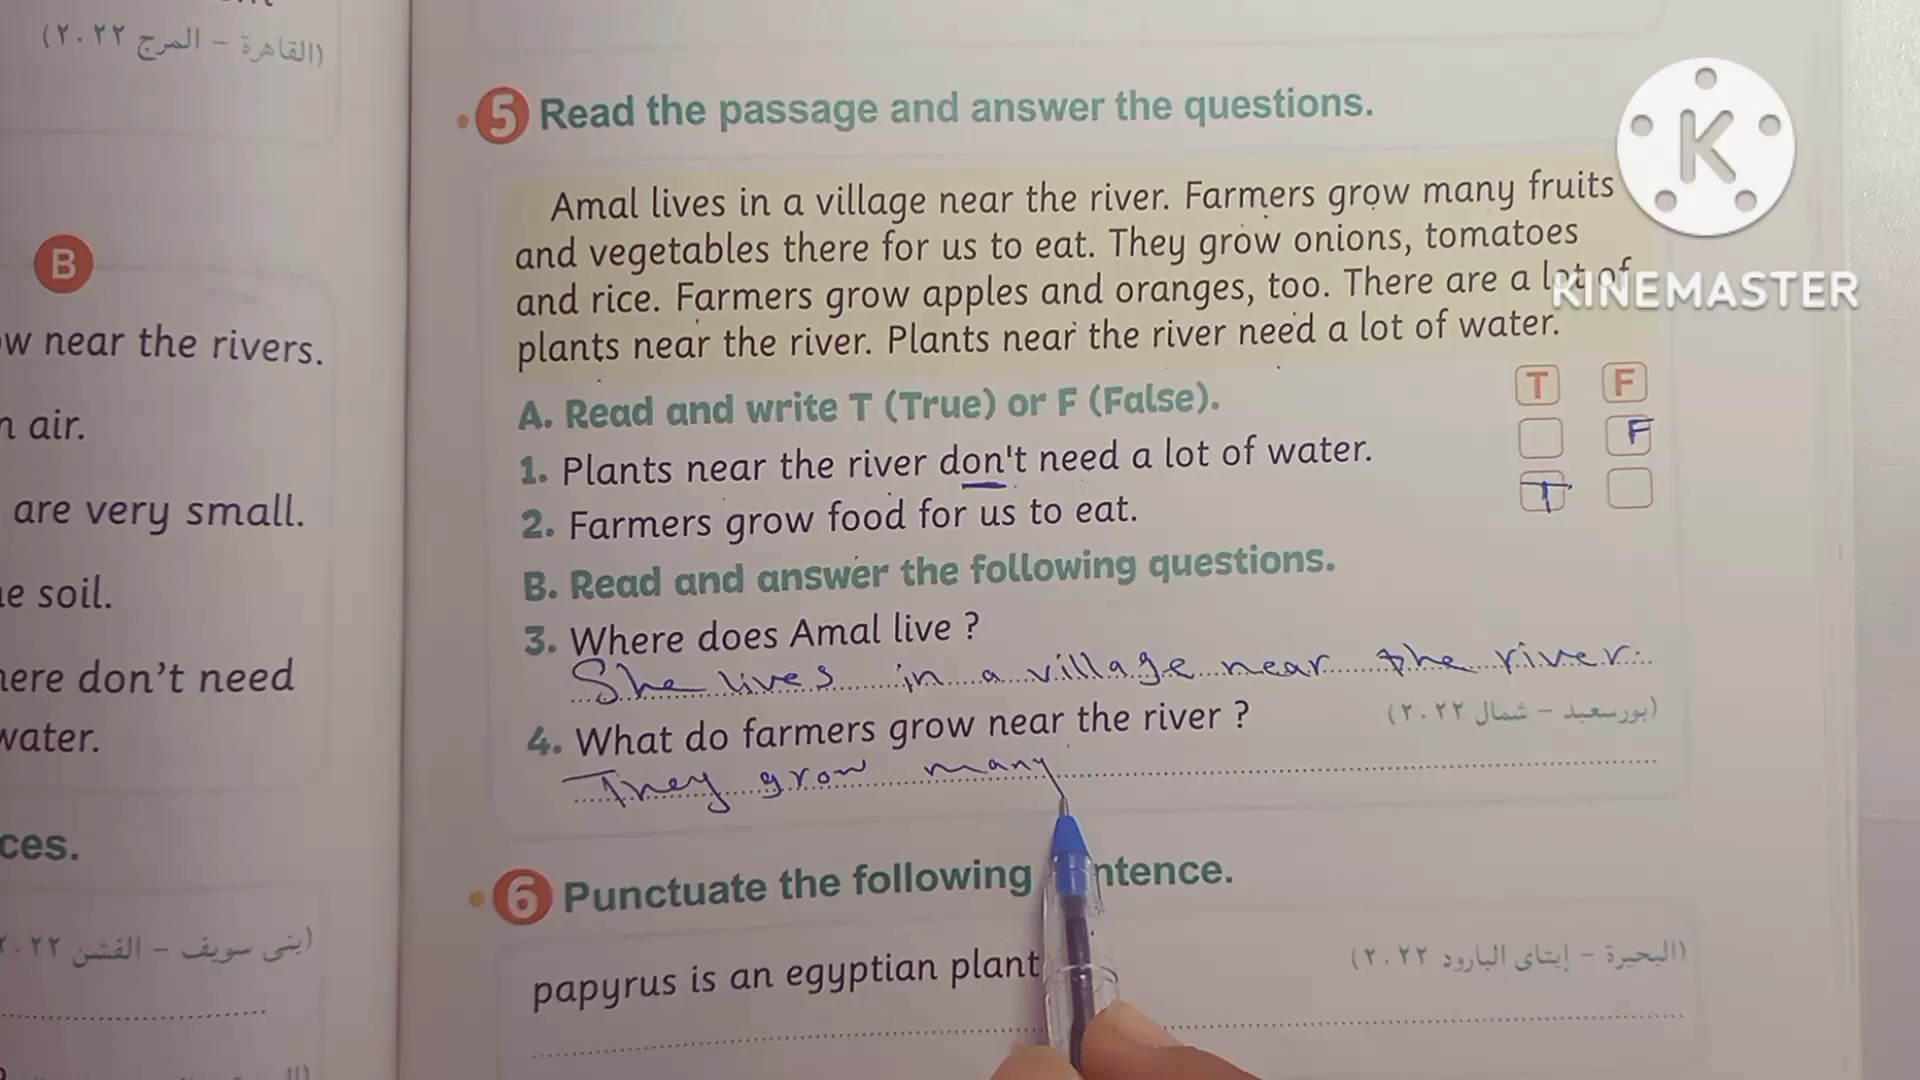 (القاهرة - المرج ٢٠٢٢)
B
near the rivers.
air.
are very small.
soil.
don't need
water.
(بنى سويف - الفشن ٢٠٢٢
5 Read the passage and answer the questions.
Amal lives in a village near the river. Farmers grow many fruits
and vegetables there for us to eat. They grow onions, tomatoes
and rice. Farmers grow apples and oranges, too. There are a lot of
plants near the river. Plants near the river need a lot of water.
A. Read and write T (True) or F (False). T F
1. Plants near the river don't need a lot of water. F
2. Farmers grow food for us to eat. T
B. Read and answer the following questions.
3. Where does Amal live ?
She lives in a village near the river.
4. What do farmers grow near the river ? (بورسعيد - شمال ٢٠٢٢)
They grow many
6 Punctuate the following
papyrus is an egyptian plant (البحيرة - إيتاى البارود ٢٠٢٢)
K
KINEMASTER